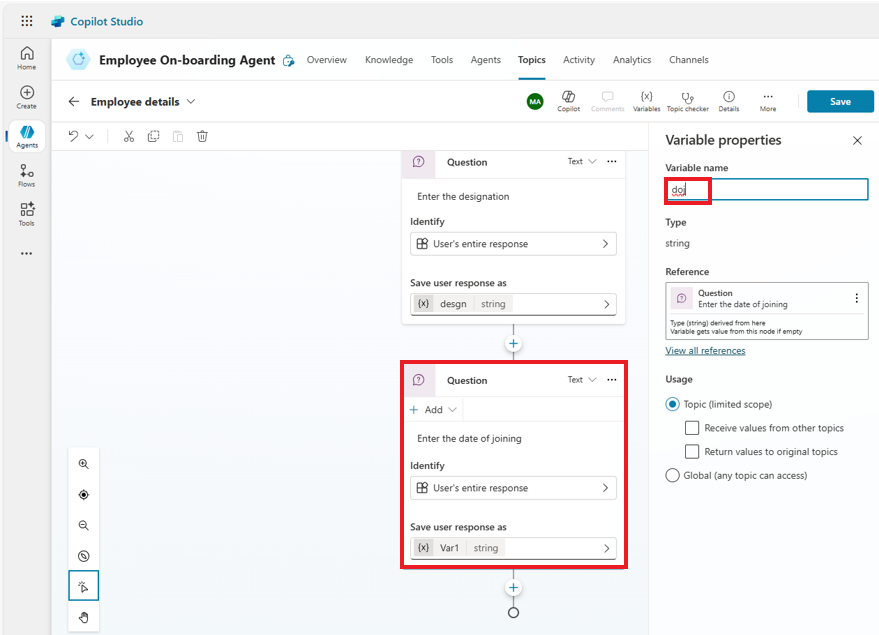 Copilot Studio
Home
Create
Agents
Flows
Tools
Employee On-boarding Agent
Overview
Knowledge
Tools
Agents
Topics
Activity
Analytics
Channels
Employee details
MA
Copilot
Comments
{x}
Variables
Topic checker
Details
More
Save
Question
Text
Enter the designation
Identify
User's entire response
Save user response as
{x} desgn string
Question
Text
Add
Enter the date of joining
Identify
User's entire response
Save user response as
{x} Var1 string
Variable properties
Variable name
doj
Type
string
Reference
Question
Enter the date of joining
Type (string) derived from here
Variable gets value from this node if empty
View all references
Usage
Topic (limited scope)
Receive values from other topics
Return values to original topics
Global (any topic can access)